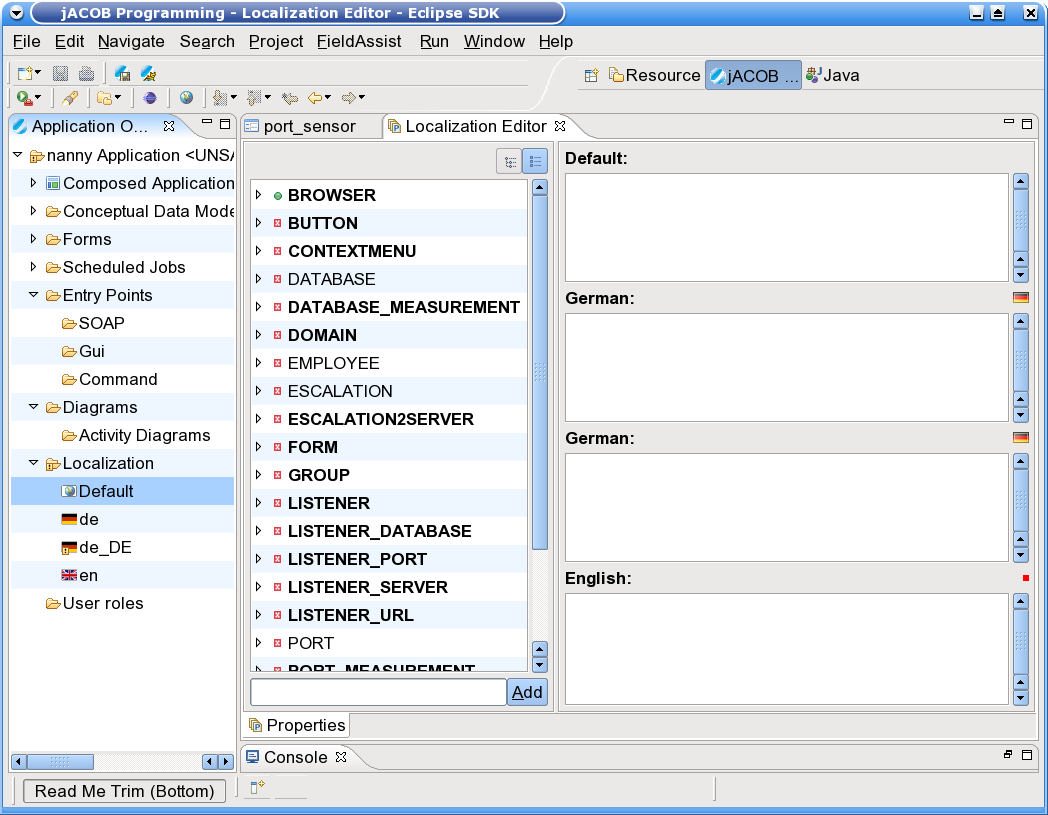 jACOB Programming - Localization Editor - Eclipse SDK
File Edit Navigate Search Project FieldAssist Run Window Help
Resource jACOB ... Java
Application O... port_sensor Localization Editor
nanny Application <UNSA
Composed Application
Conceptual Data Mode
Forms
Scheduled Jobs
Entry Points
SOAP
Gui
Command
Diagrams
Activity Diagrams
Localization
Default
de
de_DE
en
User roles
BROWSER
BUTTON
CONTEXTMENU
DATABASE
DATABASE_MEASUREMENT
DOMAIN
EMPLOYEE
ESCALATION
ESCALATION2SERVER
FORM
GROUP
LISTENER
LISTENER_DATABASE
LISTENER_PORT
LISTENER_SERVER
LISTENER_URL
PORT
PORT_MEASUREMENT
Add
Default:
German:
German:
English:
Properties
Console
Read Me Trim (Bottom)